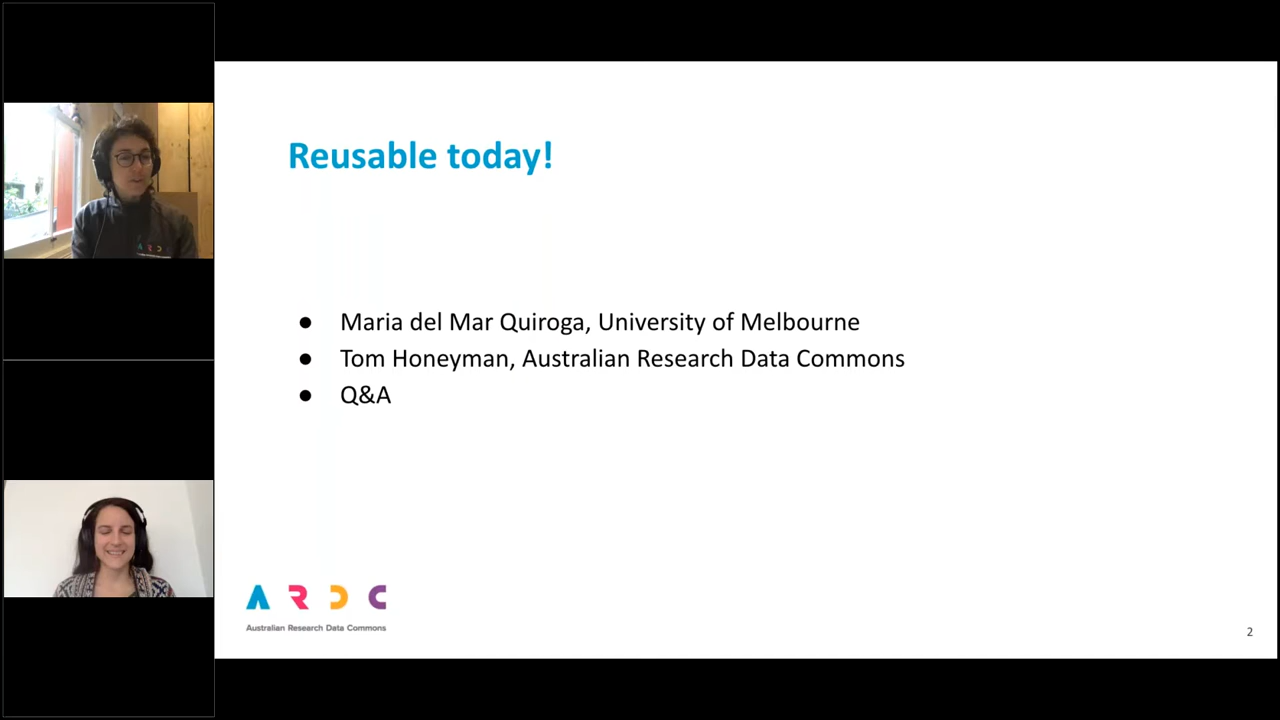 Reusable today!
● Maria del Mar Quiroga, University of Melbourne
● Tom Honeyman, Australian Research Data Commons
● Q&A
A R D C
A R D C
Australian Research Data Commons
2